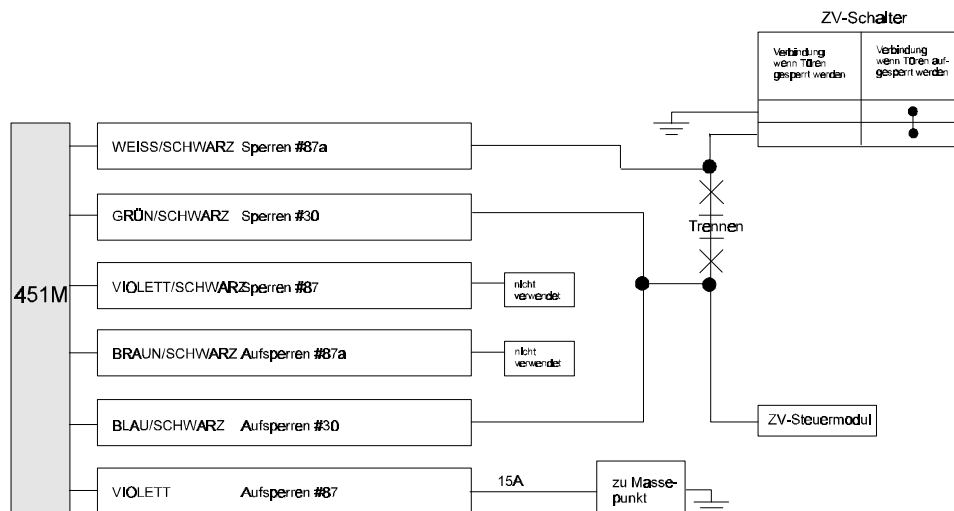 ZV-Schalter
Verbindung
wenn Türen
gesperrt werden
Verbindung
wenn Türen auf-
gesperrt werden
WEISS/SCHWARZ Sperren #87a
GRÜN/SCHWARZ Sperren #30
Trennen
451M
VIOLETT/SCHWARZ Sperren #87
nicht
verwendet
BRAUN/SCHWARZ Aufsperren #87a
nicht
verwendet
BLAU/SCHWARZ Aufsperren #30
ZV-Steuermodul
VIOLETT Aufsperren #87
15A
zu Masse-
punkt